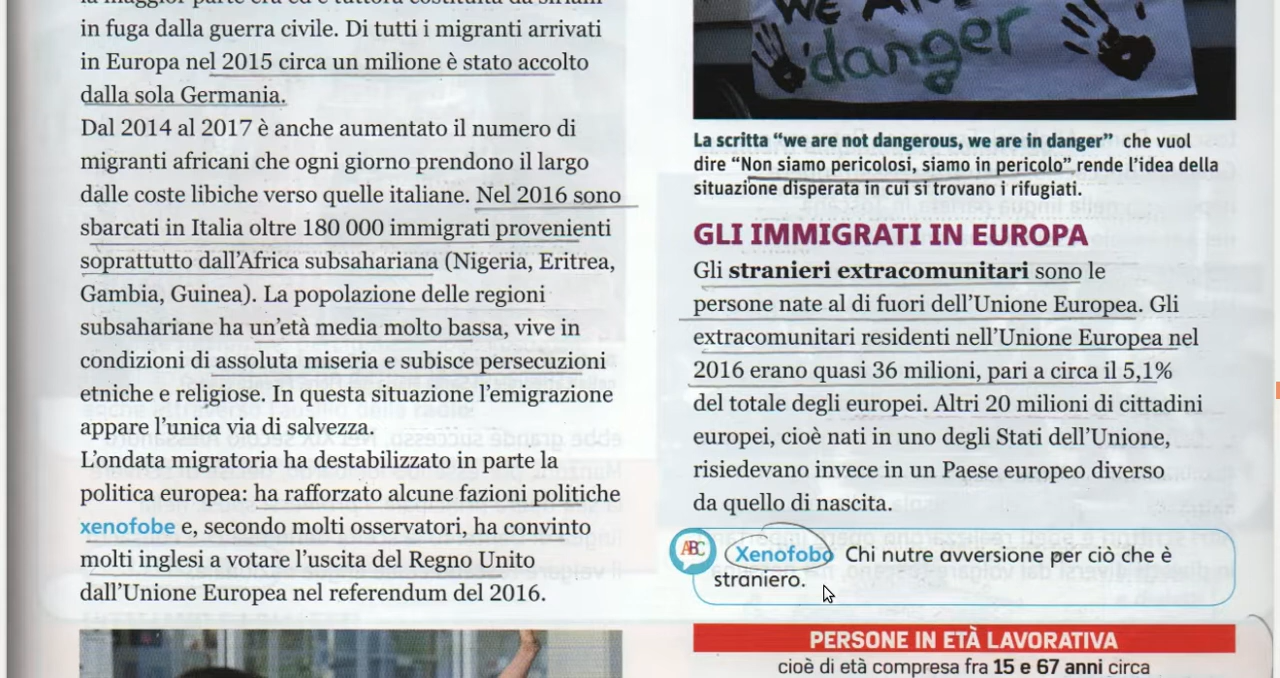 la maggior parte era ed è tuttora costituita da siriani
in fuga dalla guerra civile. Di tutti i migranti arrivati
in Europa nel 2015 circa un milione è stato accolto
dalla sola Germania.
Dal 2014 al 2017 è anche aumentato il numero di
migranti africani che ogni giorno prendono il largo
dalle coste libiche verso quelle italiane. Nel 2016 sono
sbarcati in Italia oltre 180 000 immigrati provenienti
soprattutto dall'Africa subsahariana (Nigeria, Eritrea,
Gambia, Guinea). La popolazione delle regioni
subsahariane ha un'età media molto bassa, vive in
condizioni di assoluta miseria e subisce persecuzioni
etniche e religiose. In questa situazione l'emigrazione
appare l'unica via di salvezza.
L'ondata migratoria ha destabilizzato in parte la
politica europea: ha rafforzato alcune fazioni politiche
xenofobe e, secondo molti osservatori, ha convinto
molti inglesi a votare l'uscita del Regno Unito
dall'Unione Europea nel referendum del 2016.
WE
danger
La scritta “we are not dangerous, we are in danger” che vuol
dire “Non siamo pericolosi, siamo in pericolo” rende l'idea della
situazione disperata in cui si trovano i rifugiati.
GLI IMMIGRATI IN EUROPA
Gli stranieri extracomunitari sono le
persone nate al di fuori dell'Unione Europea. Gli
extracomunitari residenti nell'Unione Europea nel
2016 erano quasi 36 milioni, pari a circa il 5,1%
del totale degli europei. Altri 20 milioni di cittadini
europei, cioè nati in uno degli Stati dell'Unione,
risiedevano invece in un Paese europeo diverso
da quello di nascita.
ABC
Xenofobo Chi nutre avversione per ciò che è
straniero.
PERSONE IN ETÀ LAVORATIVA
cioè di età compresa fra 15 e 67 anni circa